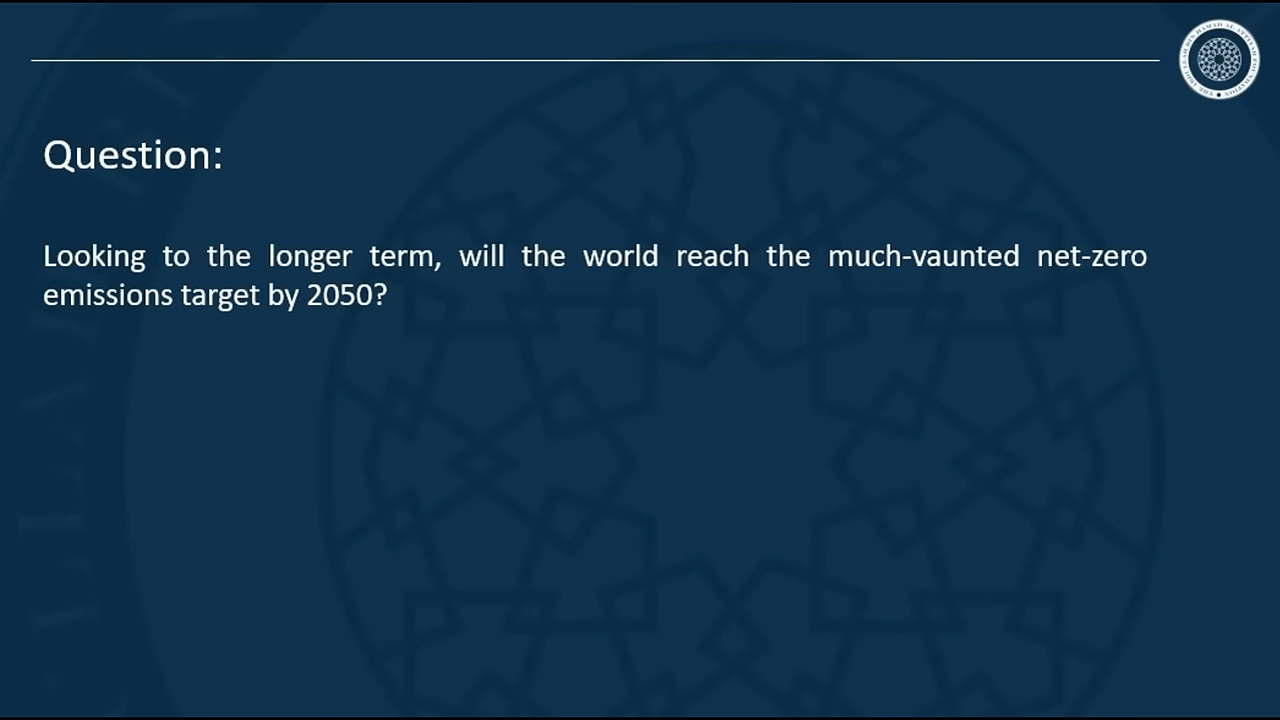 Question:
Looking to the longer term, will the world reach the much-vaunted net-zero
emissions target by 2050?